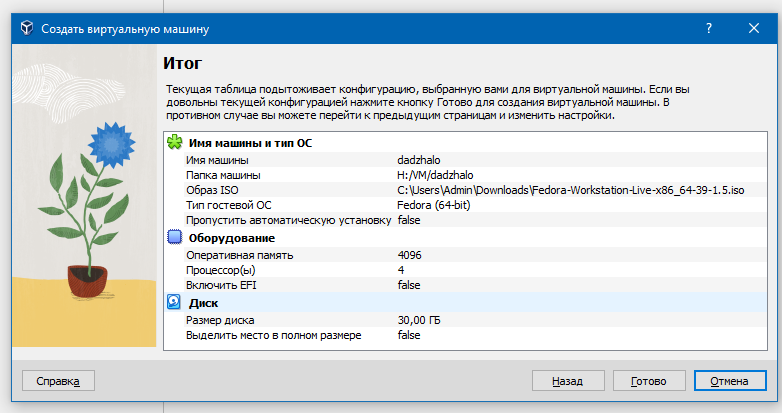 Создать виртуальную машину
?
Итог
Текущая таблица подытоживает конфигурацию, выбранную вами для виртуальной машины. Если вы
довольны текущей конфигурацией нажмите кнопку Готово для создания виртуальной машины. В
противном случае вы можете перейти к предыдущим страницам и изменить настройки.
Имя машины и тип ОС
Имя машины dadzhalo
Папка машины H:/VM/dadzhalo
Образ ISO C:\Users\Admin\Downloads\Fedora-Workstation-Live-x86_64-39-1.5.iso
Тип гостевой ОС Fedora (64-bit)
Пропустить автоматическую установку false
Оборудование
Оперативная память 4096
Процессор(ы) 4
Включить EFI false
Диск
Размер диска 30,00 ГБ
Выделить место в полном размере false
Справка Назад Готово Отмена